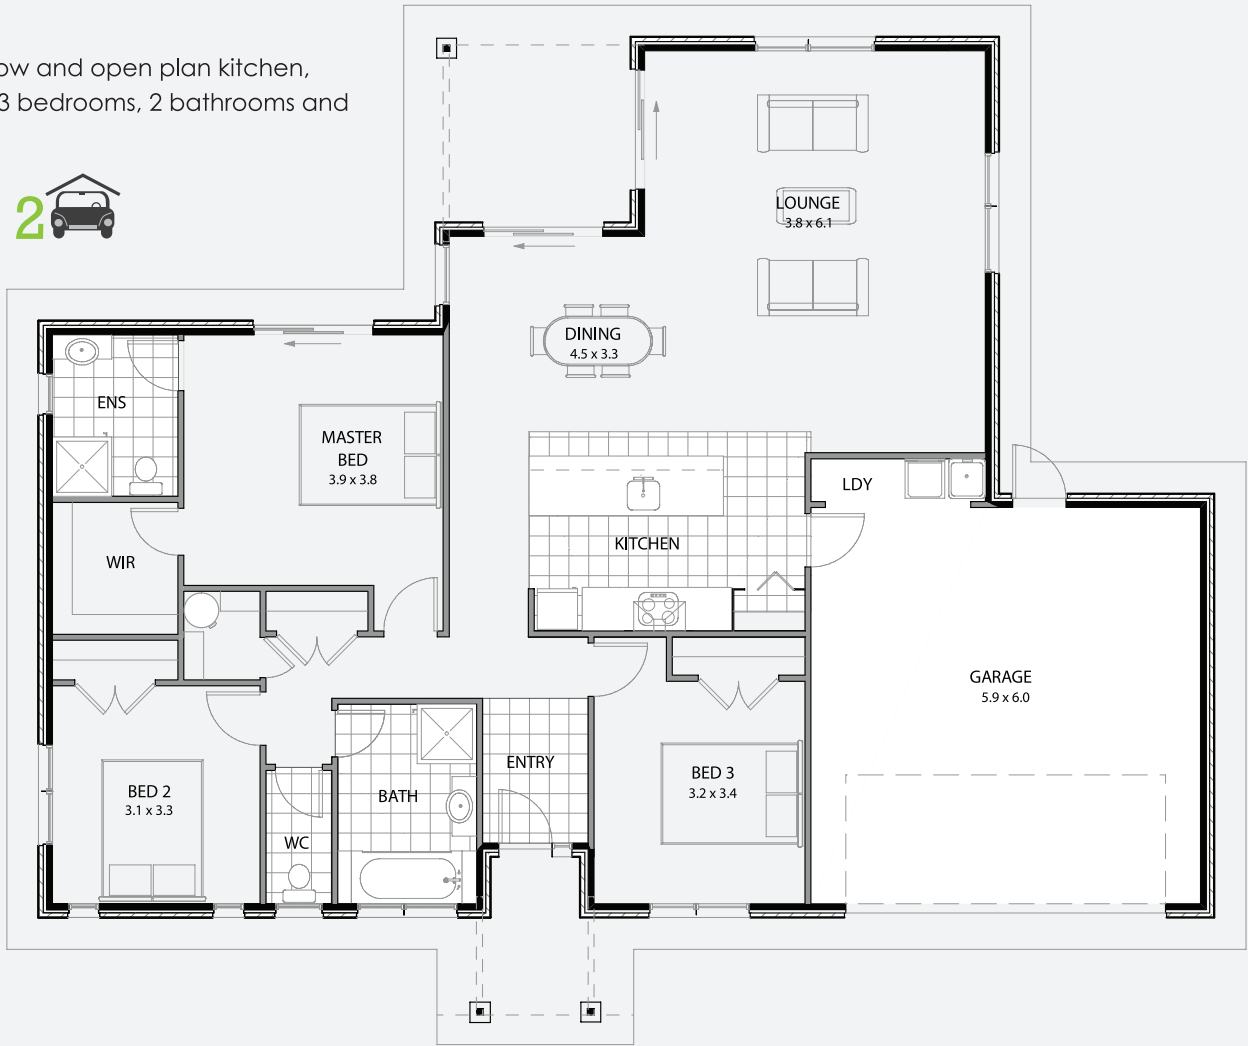 ow and open plan kitchen,
3 bedrooms, 2 bathrooms and
2
LOUNGE
3.8 x 6.1
DINING
4.5 x 3.3
ENS
MASTER
BED
3.9 x 3.8
LDY
KITCHEN
WIR
GARAGE
5.9 x 6.0
ENTRY
BED 3
3.2 x 3.4
BED 2
3.1 x 3.3
BATH
WC